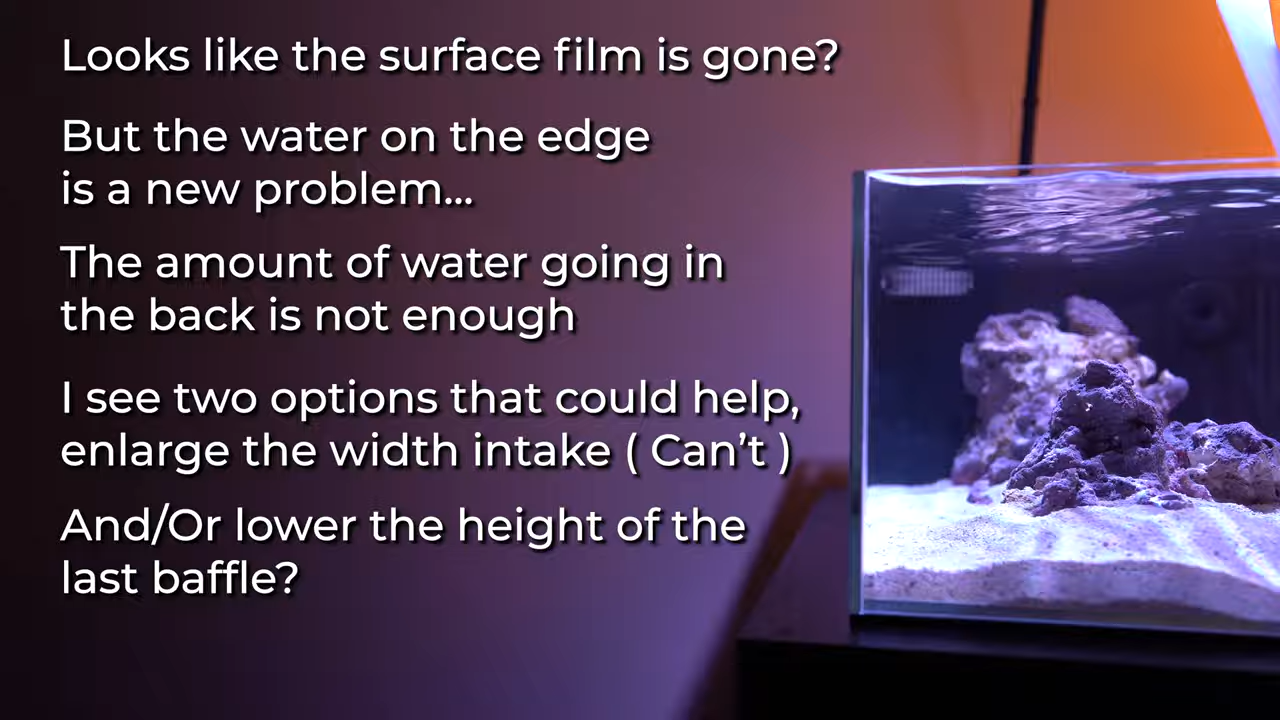 Looks like the surface film is gone?
But the water on the edge
is a new problem...
The amount of water going in
the back is not enough
I see two options that could help,
enlarge the width intake ( Can't )
And/Or lower the height of the
last baffle?